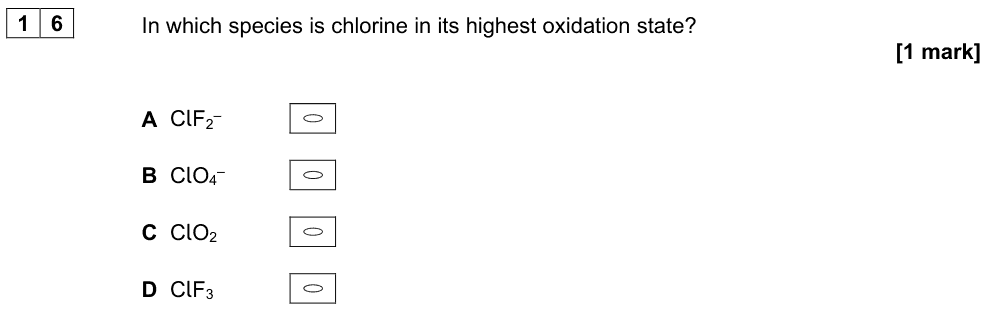 1 6 In which species is chlorine in its highest oxidation state?
[1 mark]
A ClF₂⁻
B ClO₄⁻
C ClO₂
D ClF₃